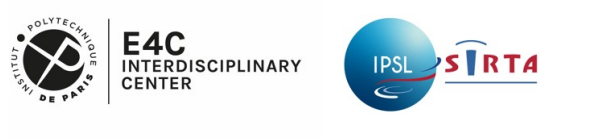 INSTITUT POLYTECHNIQUE DE PARIS
E4C
INTERDISCIPLINARY
CENTER
IPSL SIRTA